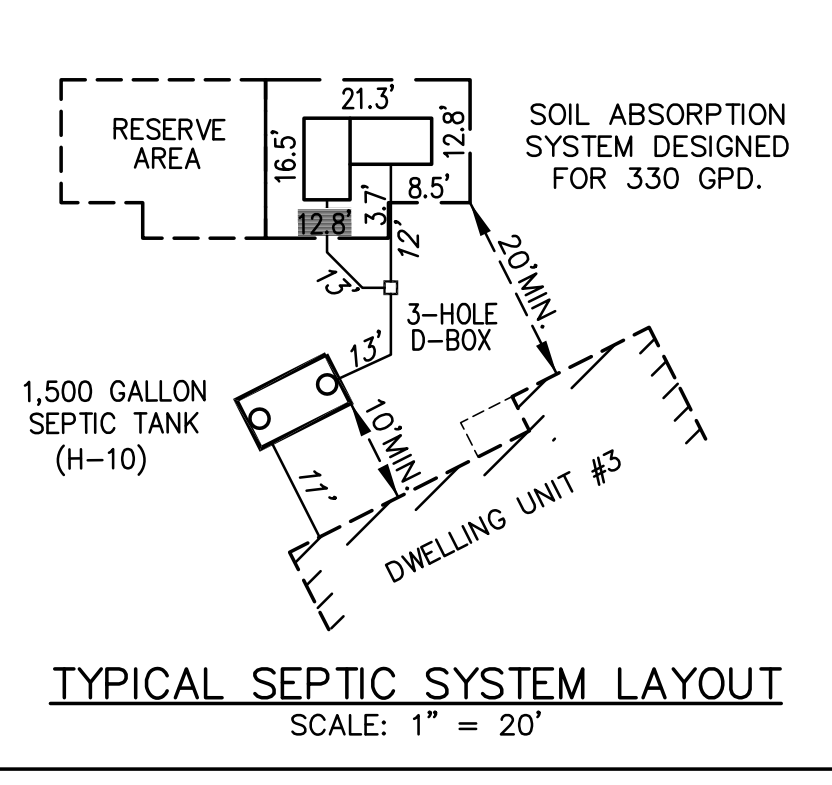 21.3'
RESERVE
AREA
16.5'
12.8'
SOIL ABSORPTION
SYSTEM DESIGNED
FOR 330 GPD.
8.5'
3.7'
12.8'
12'
13'
20'MIN.
3-HOLE
D-BOX
13'
1,500 GALLON
SEPTIC TANK
(H-10)
10'MIN.
11'
DWELLING UNIT #3
TYPICAL SEPTIC SYSTEM LAYOUT
SCALE: 1" = 20'